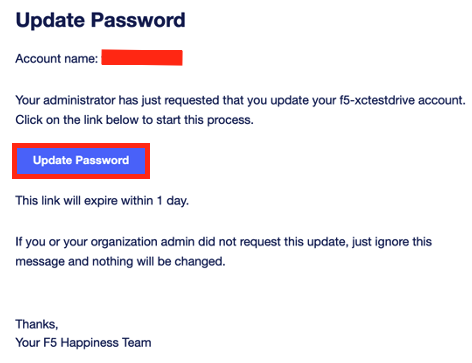 Update Password
Account name:
Your administrator has just requested that you update your f5-xctestdrive account.
Click on the link below to start this process.
Update Password
This link will expire within 1 day.
If you or your organization admin did not request this update, just ignore this
message and nothing will be changed.
Thanks,
Your F5 Happiness Team